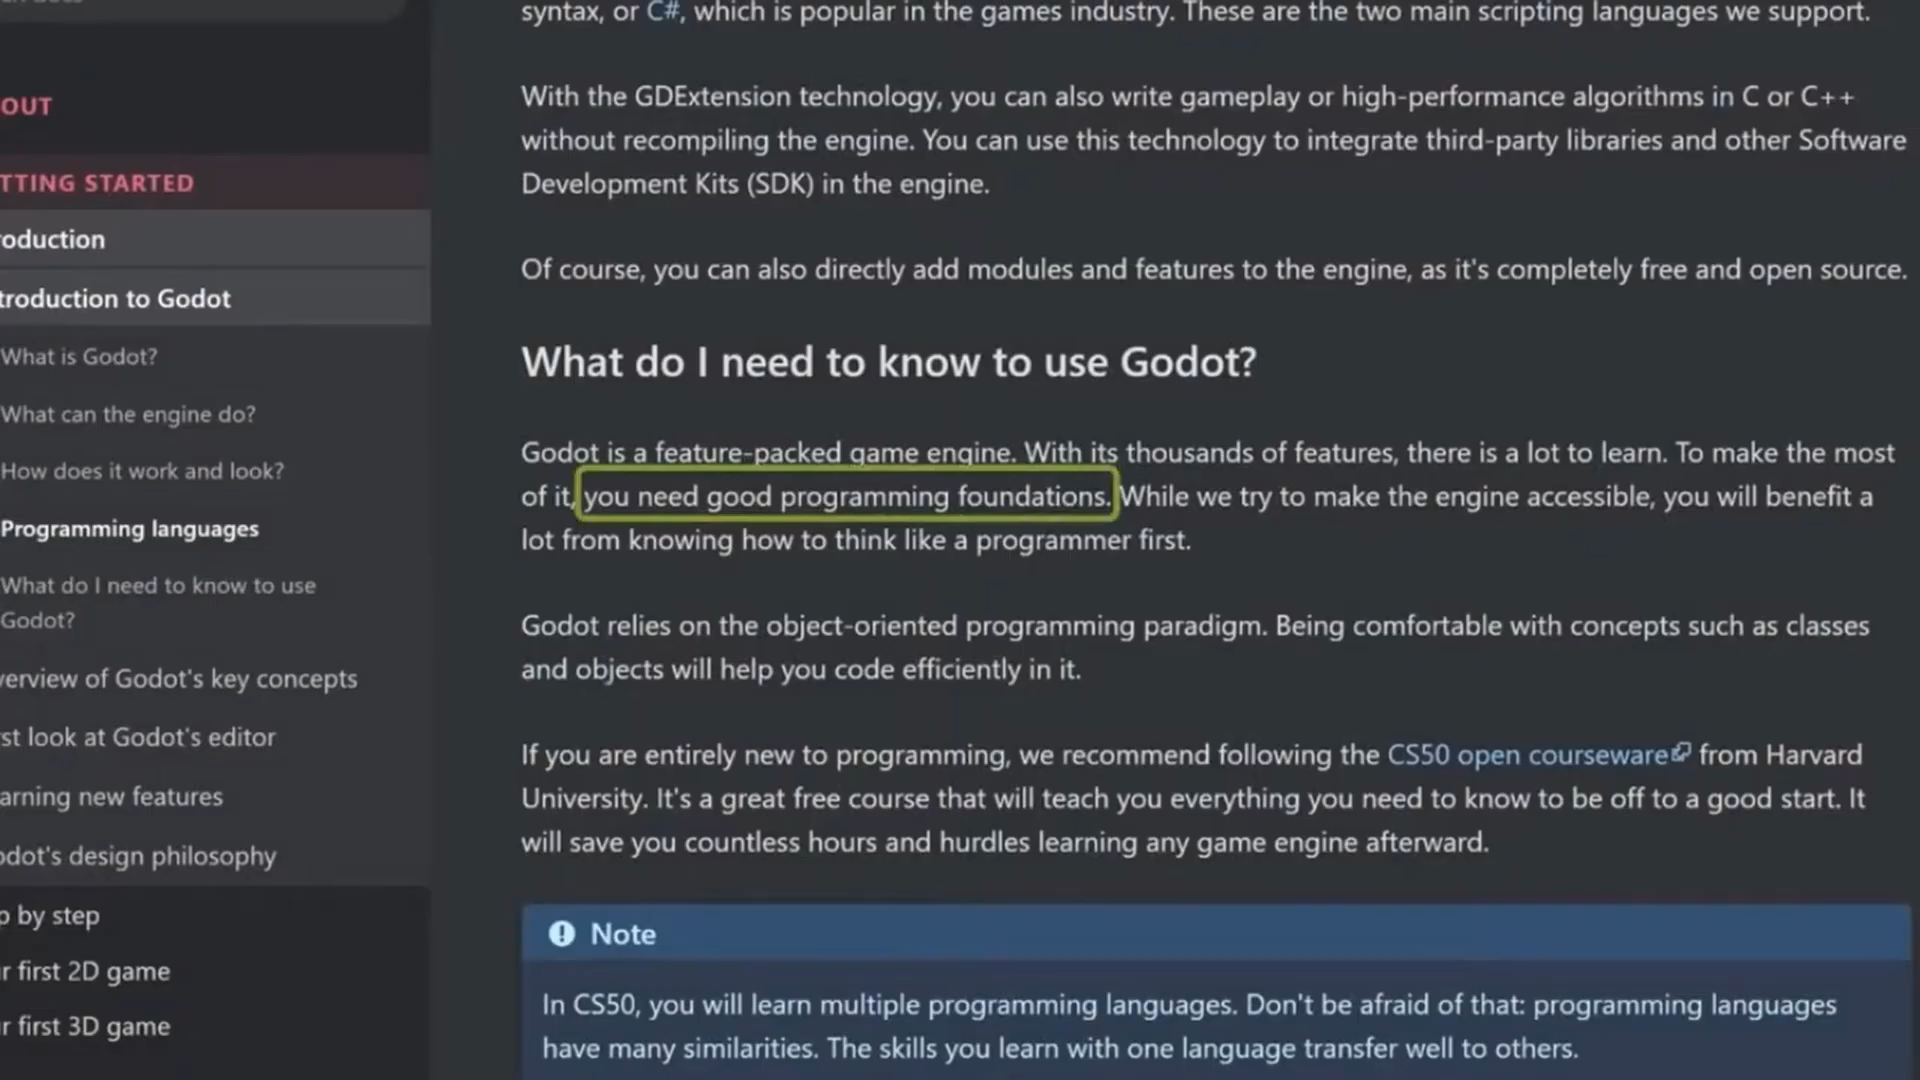 syntax, or C#, which is popular in the games industry. These are the two main scripting languages we support.
With the GDExtension technology, you can also write gameplay or high-performance algorithms in C or C++
without recompiling the engine. You can use this technology to integrate third-party libraries and other Software
Development Kits (SDK) in the engine.
Of course, you can also directly add modules and features to the engine, as it's completely free and open source.
What do I need to know to use Godot?
Godot is a feature-packed game engine. With its thousands of features, there is a lot to learn. To make the most
of it, you need good programming foundations. While we try to make the engine accessible, you will benefit a
lot from knowing how to think like a programmer first.
Godot relies on the object-oriented programming paradigm. Being comfortable with concepts such as classes
and objects will help you code efficiently in it.
If you are entirely new to programming, we recommend following the CS50 open courseware from Harvard
University. It's a great free course that will teach you everything you need to know to be off to a good start. It
will save you countless hours and hurdles learning any game engine afterward.
Note
In CS50, you will learn multiple programming languages. Don't be afraid of that: programming languages
have many similarities. The skills you learn with one language transfer well to others.
OUT
TTING STARTED
oduction
troduction to Godot
What is Godot?
What can the engine do?
How does it work and look?
Programming languages
What do I need to know to use
Godot?
verview of Godot's key concepts
st look at Godot's editor
arning new features
odot's design philosophy
p by step
r first 2D game
r first 3D game